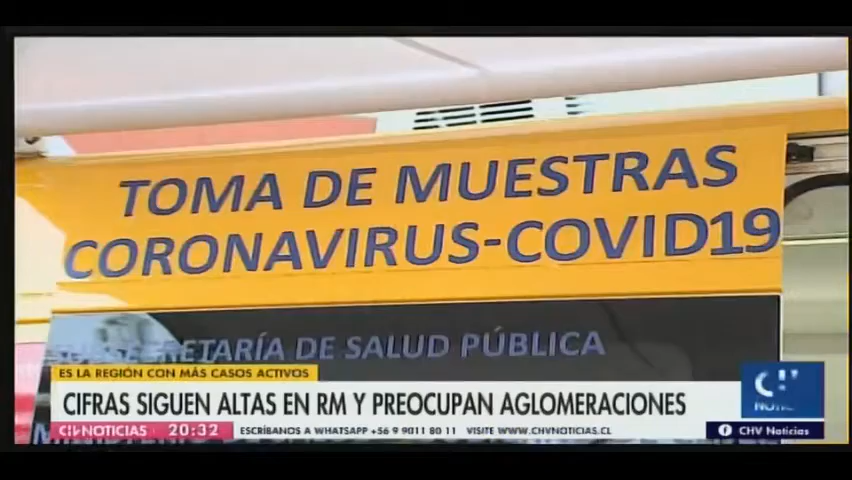 TOMA DE MUESTRAS
CORONAVIRUS-COVID19
SUBSECRETARÍA DE SALUD PÚBLICA
ES LA REGIÓN CON MÁS CASOS ACTIVOS
CIFRAS SIGUEN ALTAS EN RM Y PREOCUPAN AGLOMERACIONES
CHV NOTICIAS 20:32 ESCRÍBANOS A WHATSAPP +56 9 9011 80 11 VISITE WWW.CHVNOTICIAS.CL CHV Noticias